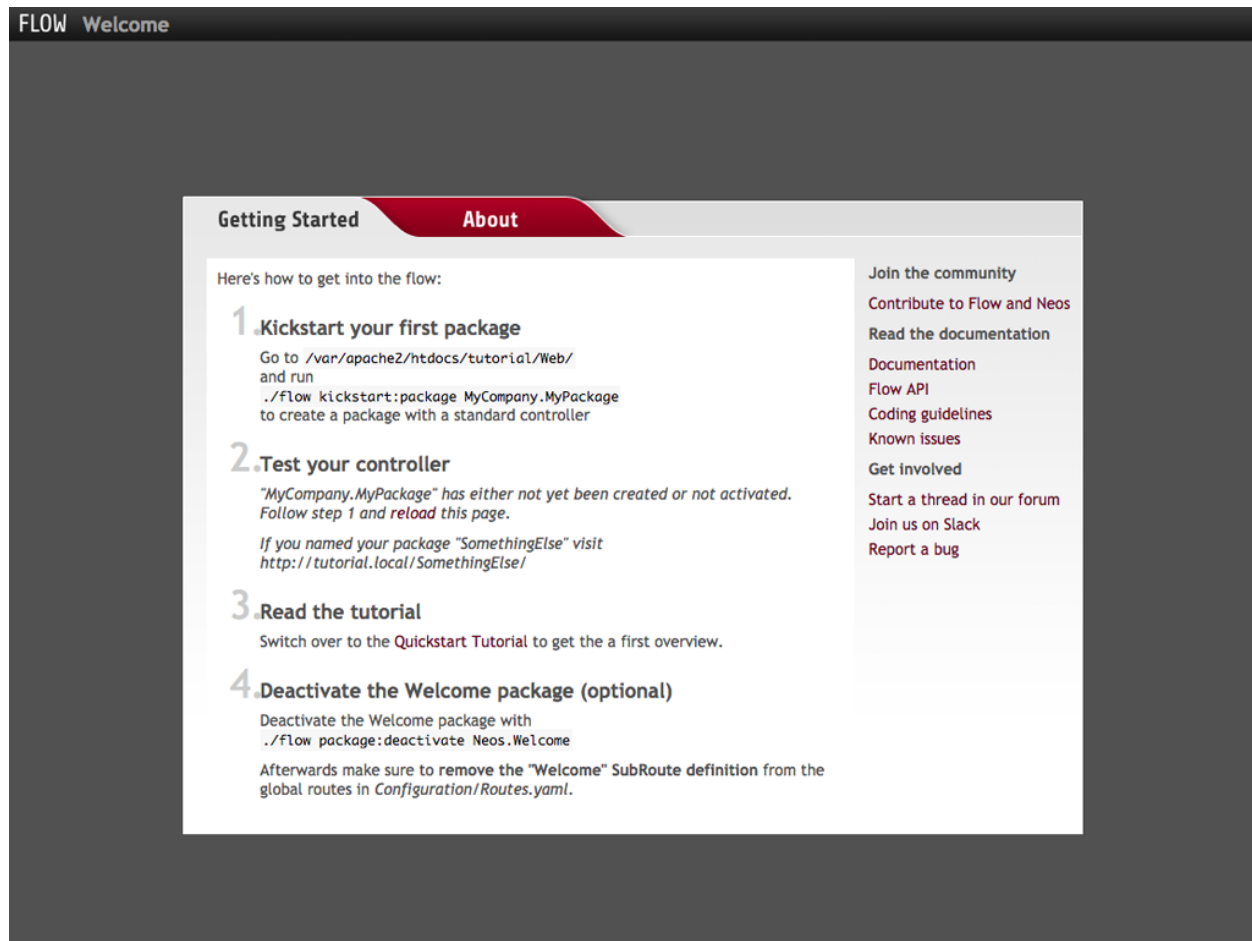 FLOW Welcome
Getting Started
About
Here's how to get into the flow:
1. Kickstart your first package
Go to /var/apache2/htdocs/tutorial/Web/
and run
./flow kickstart:package MyCompany.MyPackage
to create a package with a standard controller
2. Test your controller
"MyCompany.MyPackage" has either not yet been created or not activated.
Follow step 1 and reload this page.
If you named your package "SomethingElse" visit
http://tutorial.local/SomethingElse/
3. Read the tutorial
Switch over to the Quickstart Tutorial to get the a first overview.
4. Deactivate the Welcome package (optional)
Deactivate the Welcome package with
./flow package:deactivate Neos.Welcome
Afterwards make sure to remove the "Welcome" SubRoute definition from the
global routes in Configuration/Routes.yaml.
Join the community
Contribute to Flow and Neos
Read the documentation
Documentation
Flow API
Coding guidelines
Known issues
Get involved
Start a thread in our forum
Join us on Slack
Report a bug